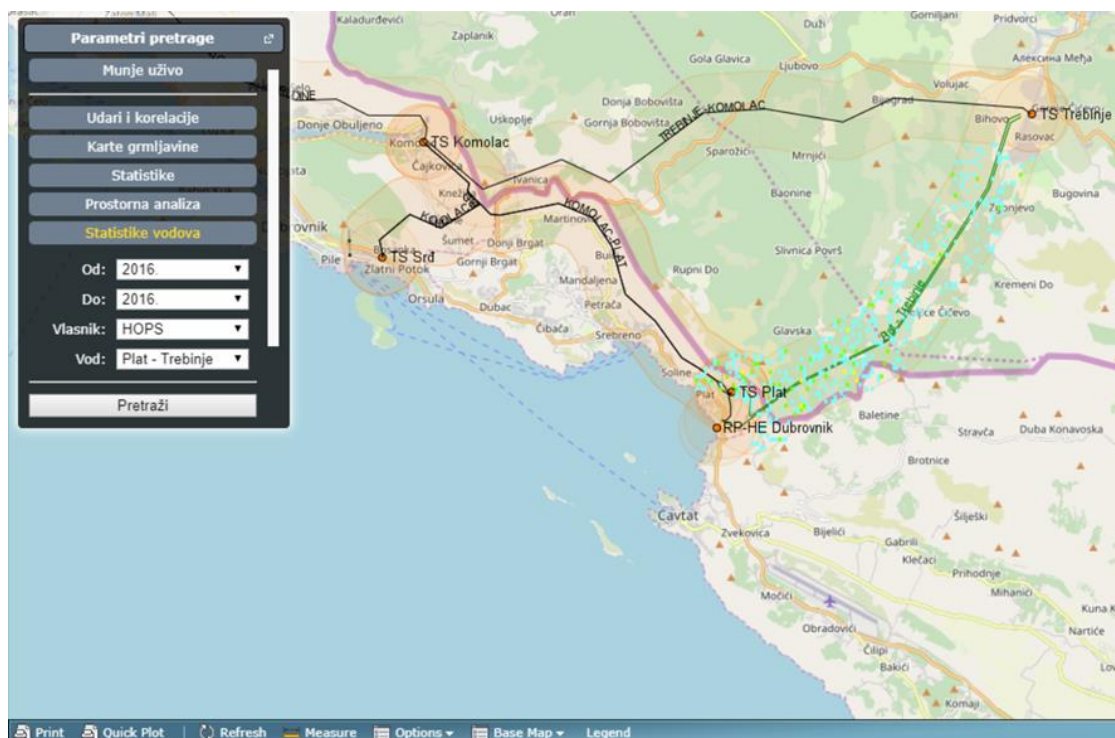 Kaladurđevići
Zaplanik
Duži
Gomiljani
Pridvorci
Parametri pretrage
Gola Glavica
Ljubovo
Алексина Међа
Munje uživo
Volujac
Donja Bobovišta
Bijograd
TREBINJE-KOMOLAC
TS Trebinje
Udari i korelacije
Donje Obuljeno
Uskoplje
Gornja Bobovišta
Bihovo
Rasovac
TS Komolac
Karte grmljavine
Čajkovica
Sparožići
Mrnjići
Statistike
Ivanica
Baonine
Bugovina
Prostorna analiza
KOMOLAC-PLAT
Martinovići
Zgonjevo
Statistike vodova
Šumet
Donji Brgat
Slivnica Površ
Pile
TS Srđ
Zlatni Potok
Gornji Brgat
Rupni Do
Kremeni Do
Od: 2016.
Mandaljena
Orsula
Dubac
Petrača
Do: 2016.
Čibača
Srebreno
Glavska
Plat - Trebinje
Vlasnik: HOPS
Vod: Plat - Trebinje
Soline
Plat
TS Plat
Pretraži
Baletine
RP-HE Dubrovnik
Stravča
Duba Konavoska
Brotnice
Cavtat
Šilješki
Zvekovica
Bijelići
Gabrili
Klečaci
Prihodnje
Mihanići
Močići
Kuna K
Obradovići
Nartiće
Čilipi
Bakići
Lo
Komaji
Print
Quick Plot
Refresh
Measure
Options
Base Map
Legend